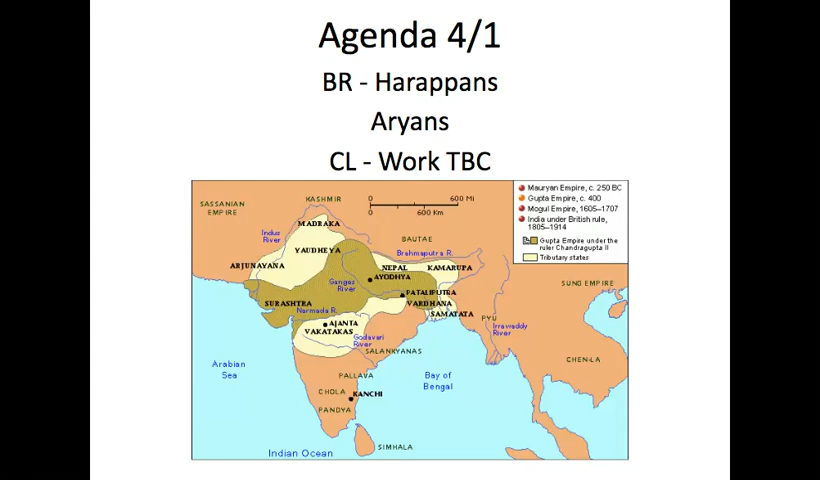 Agenda 4/1
BR - Harappans
Aryans
CL - Work TBC
SASSANIAN
EMPIRE
KASHMIR
0 600 Mi
0 600 Km
Mauryan Empire, c. 250 BC
Gupta Empire, c. 400
Mogul Empire, 1605–1707
India under British rule,
1805–1914
Gupta Empire under the
ruler Chandragupta II
Tributary states
MADRAKA
Indus
River
YAUDHEYA
BAUTAE
Brahmaputra R.
ARJUNAYANA
NEPAL
KAMARUPA
AYODHYA
Ganges
River
SUNG EMPIRE
PATALIPUTRA
SURASHTRA
VARDHANA
Narmada R.
SAMATATA
PYU
AJANTA
VAKATAKAS
Irrawaddy
River
Godavari
River
SALANKYANAS
CHEN-LA
Arabian
Sea
PALLAVA
Bay of
Bengal
CHOLA
KANCHI
PANDYA
SIMHALA
Indian Ocean